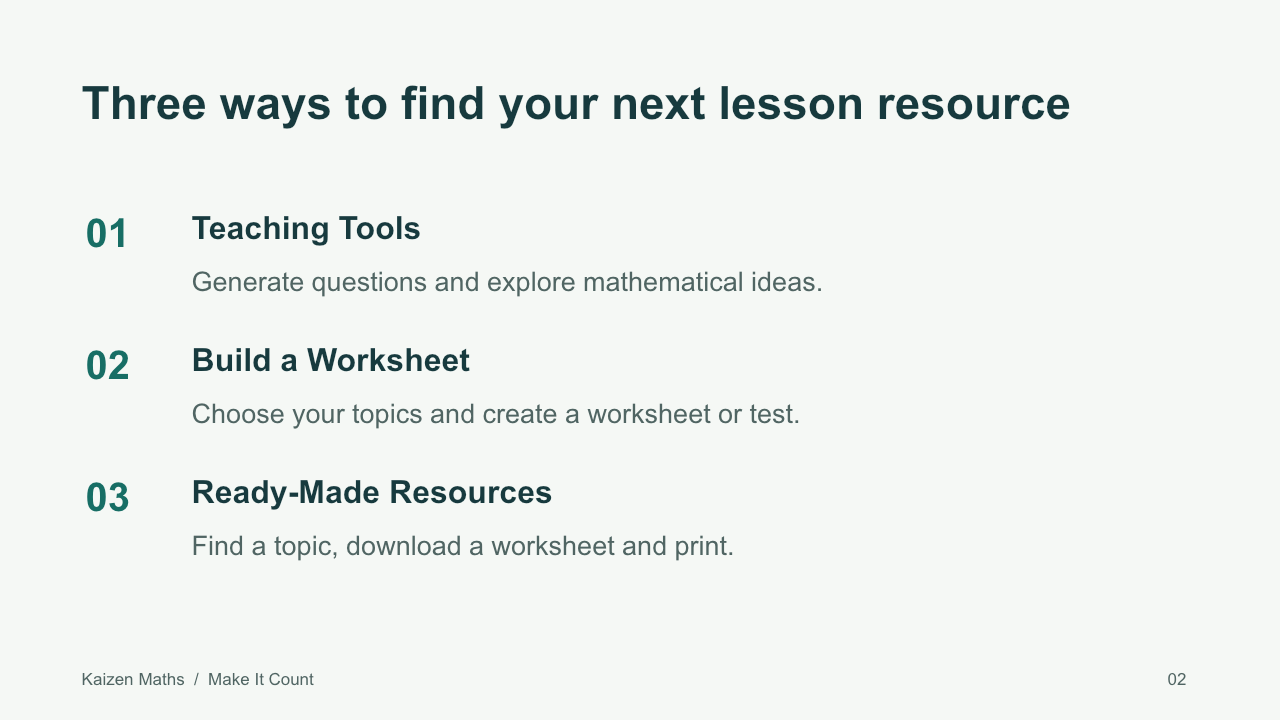 Three ways to find your next lesson resource
01
Teaching Tools
Generate questions and explore mathematical ideas.
02
Build a Worksheet
Choose your topics and create a worksheet or test.
03
Ready-Made Resources
Find a topic, download a worksheet and print.
Kaizen Maths / Make It Count
02